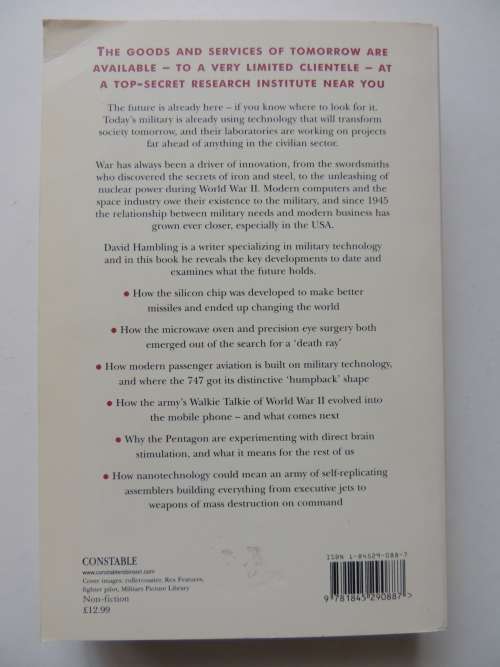 THE GOODS AND SERVICES OF TOMORROW ARE
AVAILABLE – TO A VERY LIMITED CLIENTELE – AT
A TOP-SECRET RESEARCH INSTITUTE NEAR YOU
The future is already here – if you know where to look for it.
Today's military is already using technology that will transform
society tomorrow, and their laboratories are working on projects
far ahead of anything in the civilian sector.
War has always been a driver of innovation, from the swordsmiths
who discovered the secrets of iron and steel, to the unleashing of
nuclear power during World War II. Modern computers and the
space industry owe their existence to the military, and since 1945
the relationship between military needs and modern business has
grown ever closer, especially in the USA.
David Hambling is a writer specializing in military technology
and in this book he reveals the key developments to date and
examines what the future holds.
• How the silicon chip was developed to make better
missiles and ended up changing the world
• How the microwave oven and precision eye surgery both
emerged out of the search for a 'death ray'
• How modern passenger aviation is built on military technology,
and where the 747 got its distinctive 'humpback' shape
• How the army's Walkie Talkie of World War II evolved into
the mobile phone – and what comes next
• Why the Pentagon are experimenting with direct brain
stimulation, and what it means for the rest of us
• How nanotechnology could mean an army of self-replicating
assemblers building everything from executive jets to
weapons of mass destruction on command
CONSTABLE
www.constablerobinson.com
Cover images: rollercoaster, Rex Features,
fighter pilot, Military Picture Library
Non-fiction
£12.99
ISBN 1-84529-088-7
9 781845 290887 >